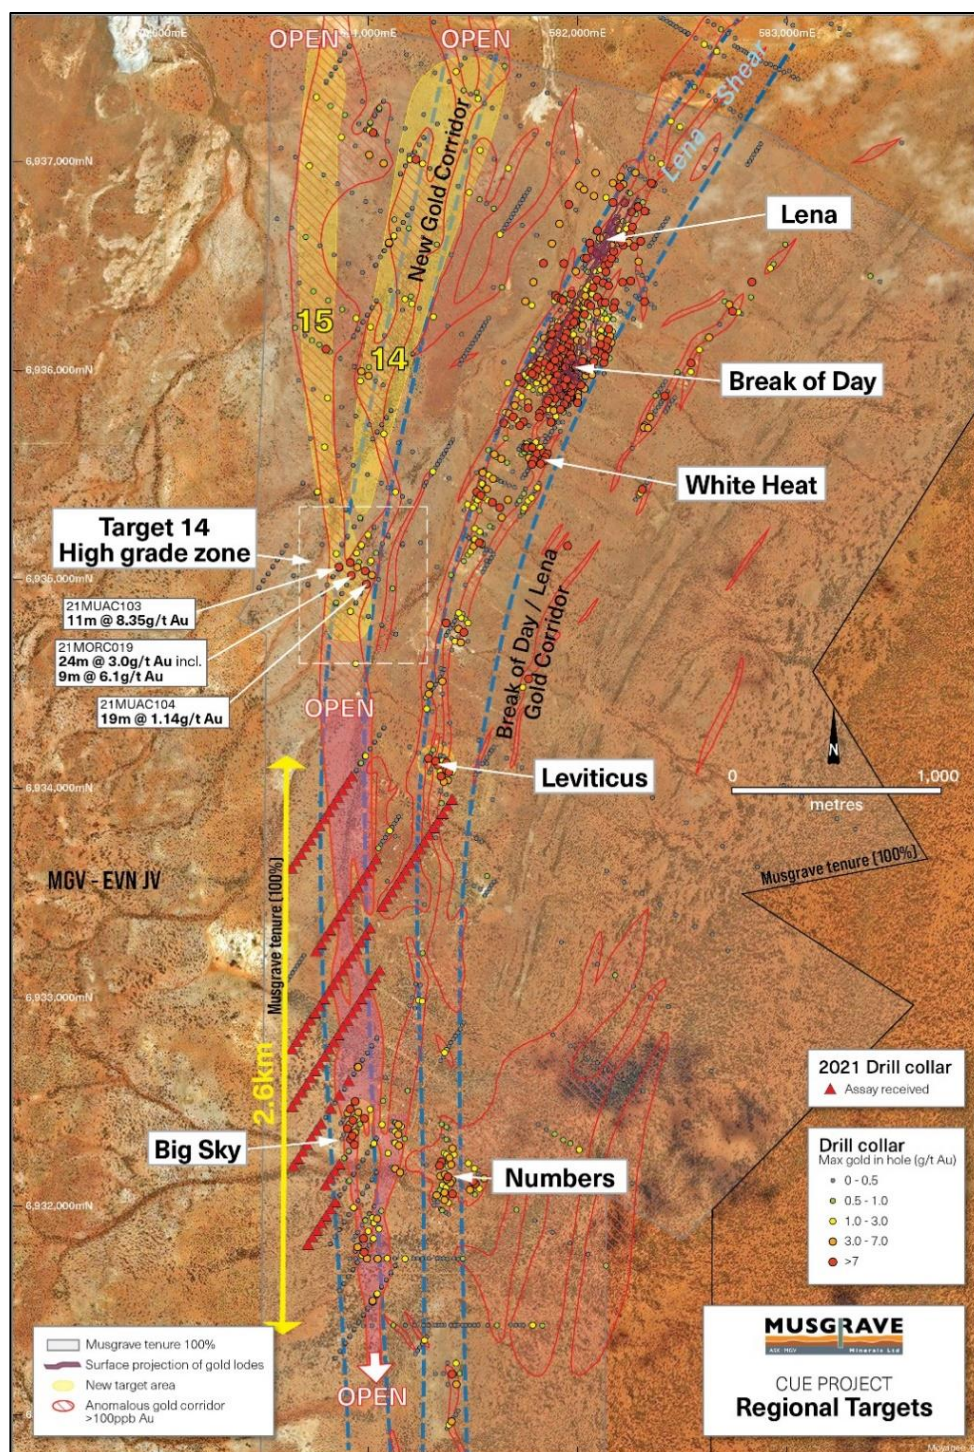 OPEN
OPEN
582,000mE
583,000mE
Lena Shear
6,937,000mN
New Gold Corridor
Lena
15
14
6,936,000mN
Break of Day
White Heat
Target 14
High grade zone
6,935,000mN
21MUAC103
11m @ 8.35g/t Au
21MORC019
24m @ 3.0g/t Au incl.
9m @ 6.1g/t Au
21MUAC104
19m @ 1.14g/t Au
Break of Day / Lena
Gold Corridor
OPEN
Leviticus
N
0
1,000
metres
6,934,000mN
MGV - EVN JV
Musgrave tenure (100%)
Musgrave tenure (100%)
6,933,000mN
2.6km
2021 Drill collar
Assay received
Big Sky
Numbers
6,932,000mN
Drill collar
Max gold in hole (g/t Au)
0 - 0.5
0.5 - 1.0
1.0 - 3.0
3.0 - 7.0
>7
OPEN
Musgrave tenure 100%
Surface projection of gold lodes
New target area
Anomalous gold corridor
>100ppb Au
MUSGRAVE
ASX MGV
Minerals Ltd
CUE PROJECT
Regional Targets